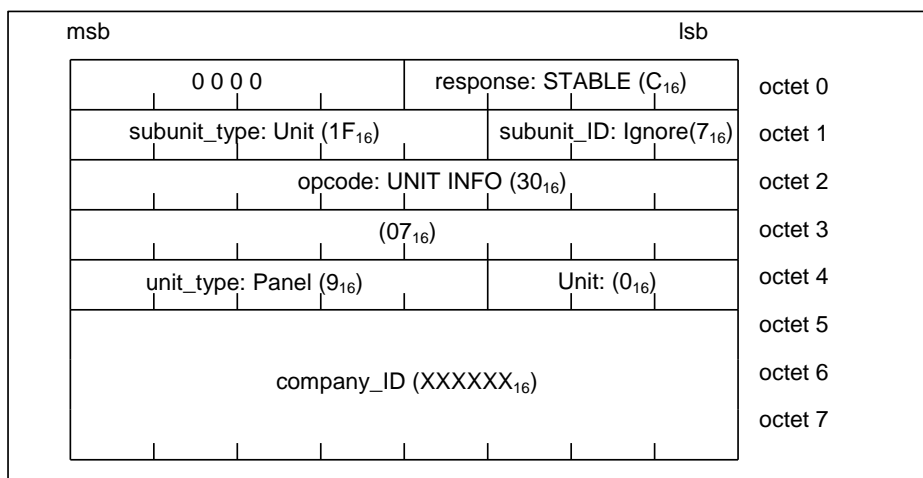 msb lsb
0 0 0 0 response: STABLE (C₁₆) octet 0
subunit_type: Unit (1F₁₆) subunit_ID: Ignore(7₁₆) octet 1
opcode: UNIT INFO (30₁₆) octet 2
(07₁₆) octet 3
unit_type: Panel (9₁₆) Unit: (0₁₆) octet 4
octet 5
company_ID (XXXXXX₁₆) octet 6
octet 7